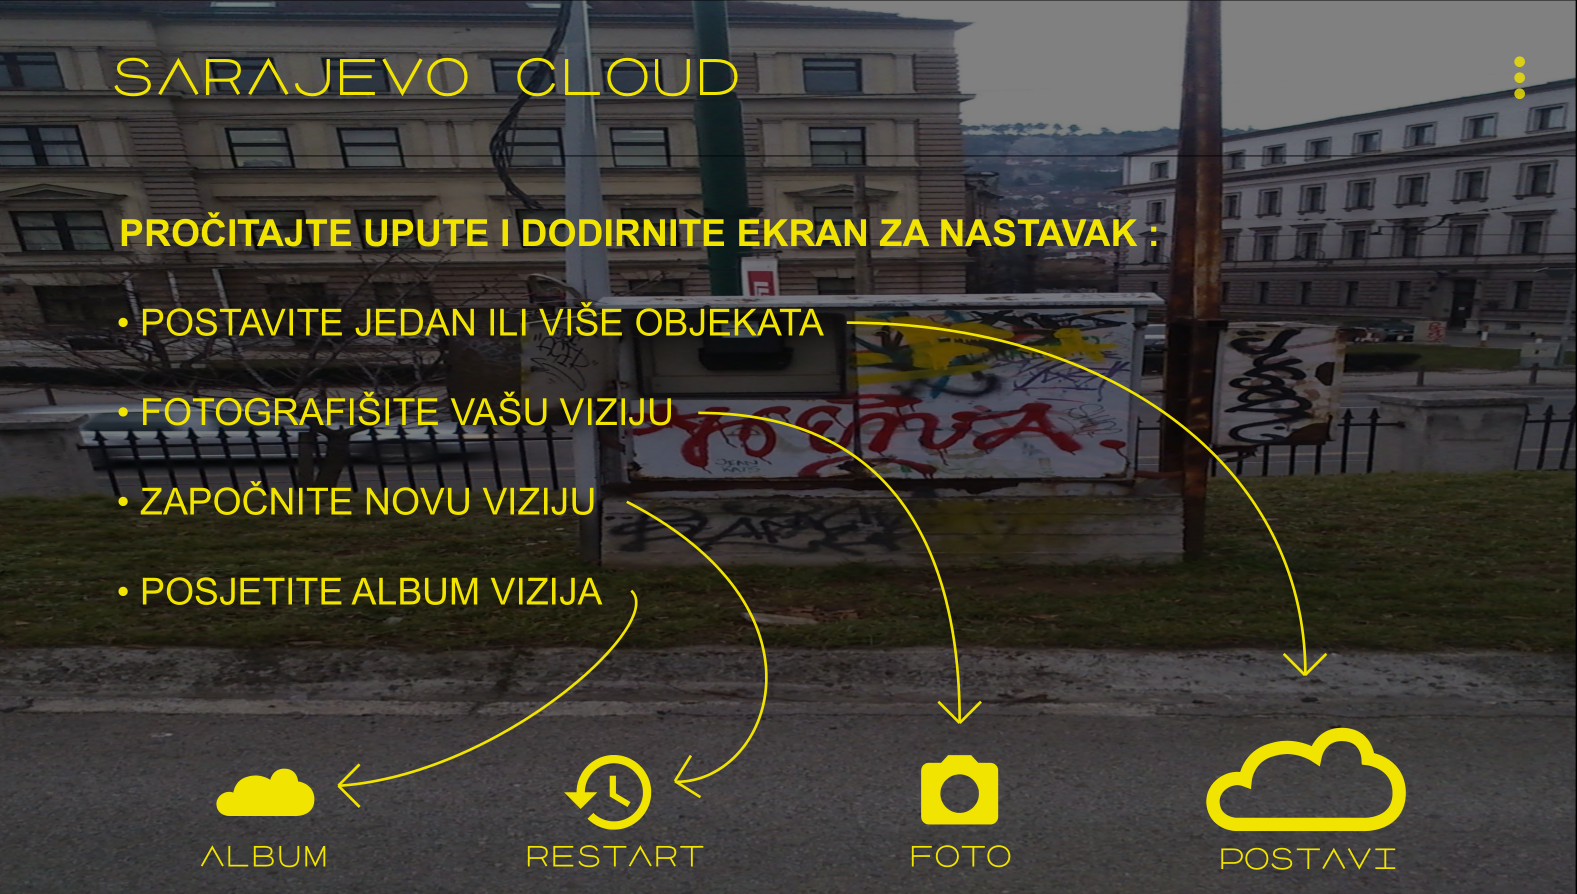 SARAJEVO CLOUD
PROČITAJTE UPUTE I DODIRNITE EKRAN ZA NASTAVAK :
• POSTAVITE JEDAN ILI VIŠE OBJEKATA
• FOTOGRAFIŠITE VAŠU VIZIJU
• ZAPOČNITE NOVU VIZIJU
• POSJETITE ALBUM VIZIJA
ALBUM
RESTART
FOTO
POSTAVI